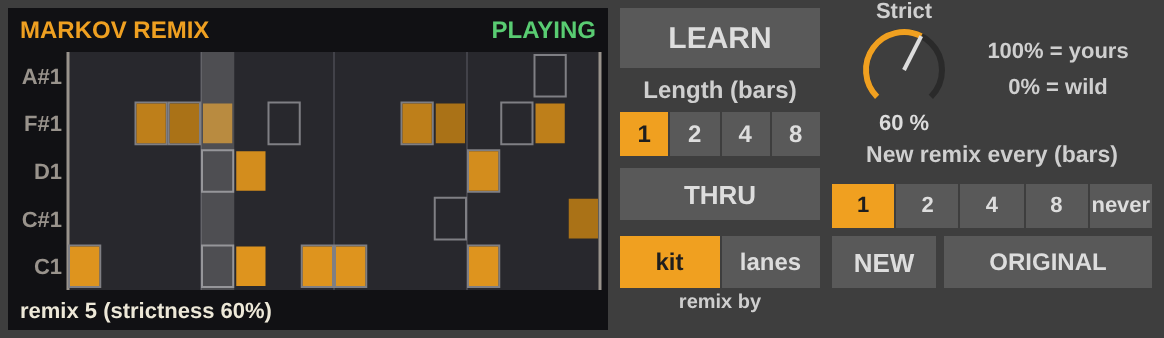 MARKOV REMIX
PLAYING
A#1
F#1
D1
C#1
C1
remix 5 (strictness 60%)
LEARN
Length (bars)
1 2 4 8
THRU
kit lanes
remix by
Strict
100% = yours
0% = wild
60 %
New remix every (bars)
1 2 4 8 never
NEW ORIGINAL